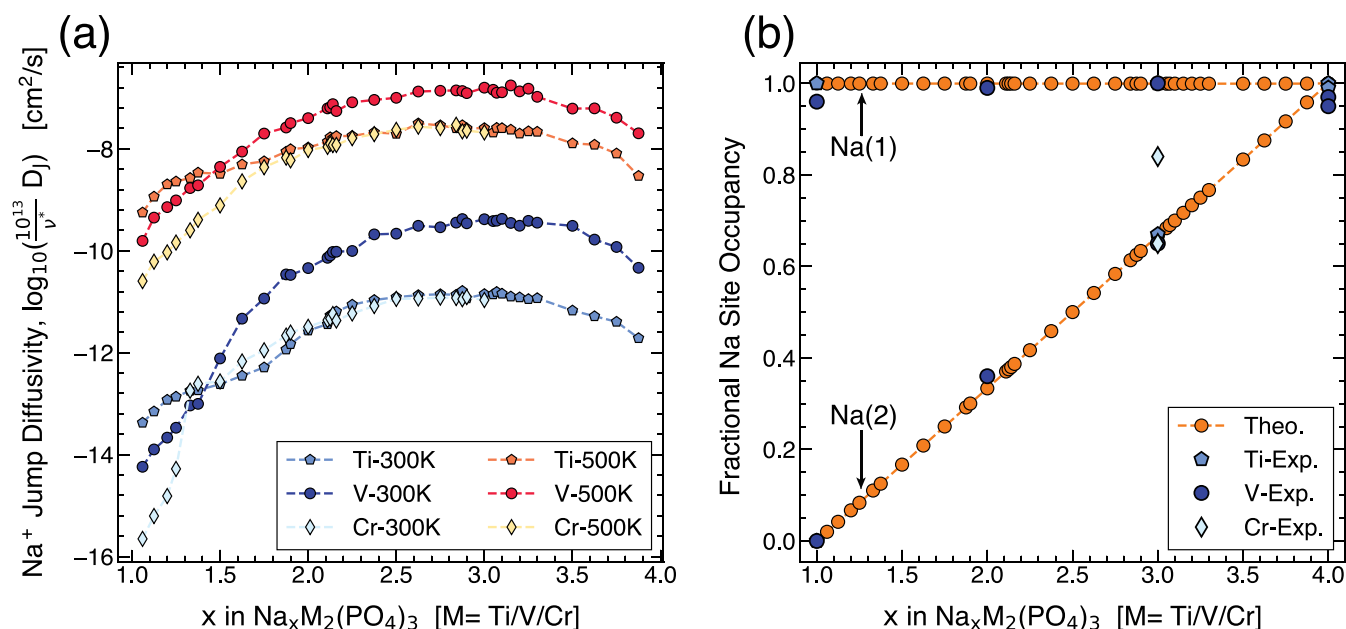 (a)
Na⁺ Jump Diffusivity, log₁₀(10¹³/ν* D_J) [cm²/s]
−8
−10
−12
−14
−16
Ti-300K
V-300K
Cr-300K
Ti-500K
V-500K
Cr-500K
1.0 1.5 2.0 2.5 3.0 3.5 4.0
x in NaₓM₂(PO₄)₃ [M= Ti/V/Cr]
(b)
Fractional Na Site Occupancy
1.0
0.8
0.6
0.4
0.2
0.0
Na(1)
Na(2)
Theo.
Ti-Exp.
V-Exp.
Cr-Exp.
1.0 1.5 2.0 2.5 3.0 3.5 4.0
x in NaₓM₂(PO₄)₃ [M= Ti/V/Cr]